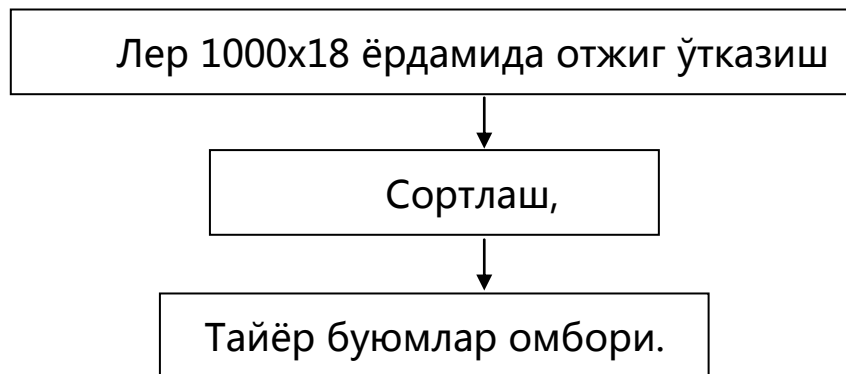 Лер 1000х18 ёрдамида отжиг ўтказиш
Сортлаш,
Тайёр буюмлар омбори.